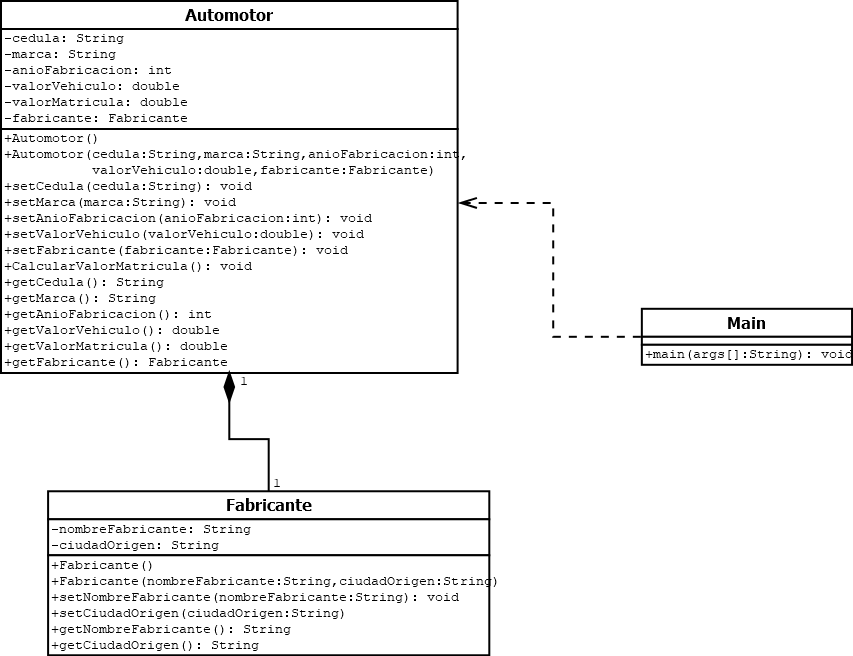 Automotor
-cedula: String
-marca: String
-anioFabricacion: int
-valorVehiculo: double
-valorMatricula: double
-fabricante: Fabricante
+Automotor()
+Automotor(cedula:String,marca:String,anioFabricacion:int,
valorVehiculo:double,fabricante:Fabricante)
+setCedula(cedula:String): void
+setMarca(marca:String): void
+setAnioFabricacion(anioFabricacion:int): void
+setValorVehiculo(valorVehiculo:double): void
+setFabricante(fabricante:Fabricante): void
+CalcularValorMatricula(): void
+getCedula(): String
+getMarca(): String
+getAnioFabricacion(): int
+getValorVehiculo(): double
+getValorMatricula(): double
+getFabricante(): Fabricante
Main
+main(args[]:String): void
1
1
Fabricante
-nombreFabricante: String
-ciudadOrigen: String
+Fabricante()
+Fabricante(nombreFabricante:String,ciudadOrigen:String)
+setNombreFabricante(nombreFabricante:String): void
+setCiudadOrigen(ciudadOrigen:String)
+getNombreFabricante(): String
+getCiudadOrigen(): String